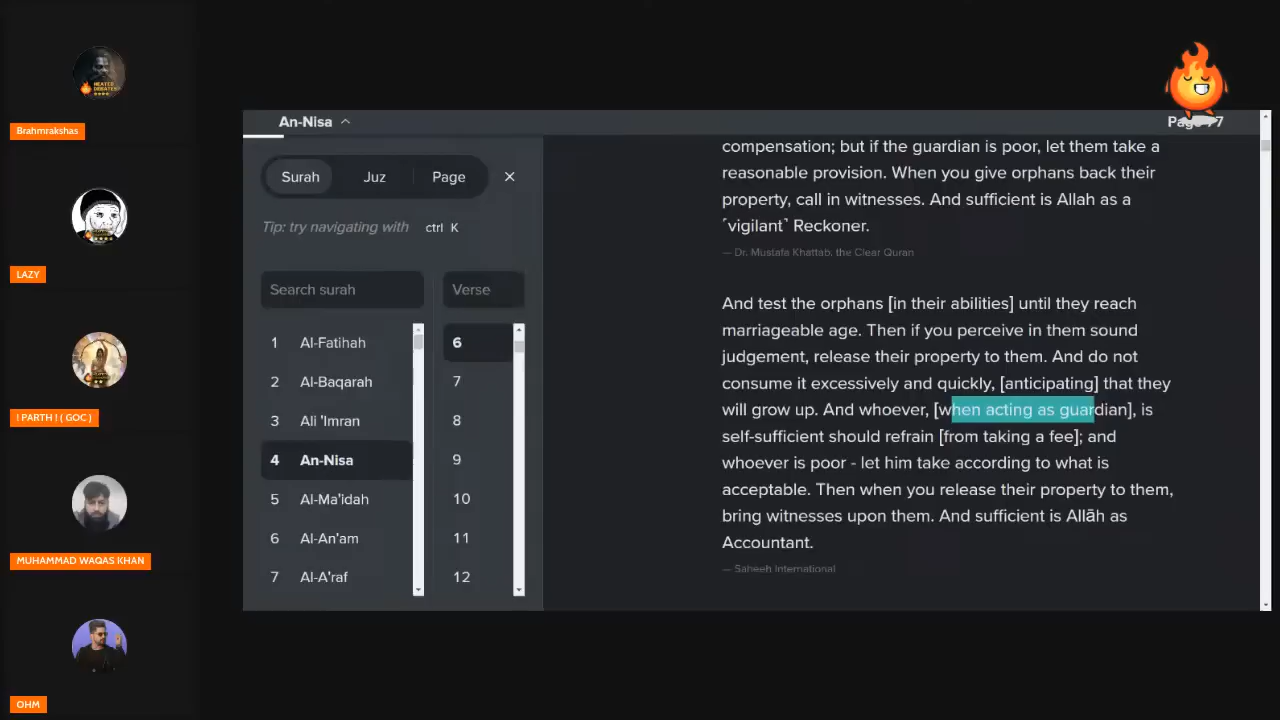 Brahmrakshas
LAZY
! PARTH ! ( GOC )
MUHAMMAD WAQAS KHAN
OHM
An-Nisa
Surah
Juz
Page
Tip: try navigating with ctrl K
Search surah
Verse
1 Al-Fatihah
2 Al-Baqarah
3 Ali 'Imran
4 An-Nisa
5 Al-Ma'idah
6 Al-An'am
7 Al-A'raf
6
7
8
9
10
11
12
compensation; but if the guardian is poor, let them take a
reasonable provision. When you give orphans back their
property, call in witnesses. And sufficient is Allah as a
˹vigilant˺ Reckoner.
— Dr. Mustafa Khattab, the Clear Quran
And test the orphans [in their abilities] until they reach
marriageable age. Then if you perceive in them sound
judgement, release their property to them. And do not
consume it excessively and quickly, [anticipating] that they
will grow up. And whoever, [when acting as guardian], is
self-sufficient should refrain [from taking a fee]; and
whoever is poor - let him take according to what is
acceptable. Then when you release their property to them,
bring witnesses upon them. And sufficient is Allāh as
Accountant.
— Saheeh International